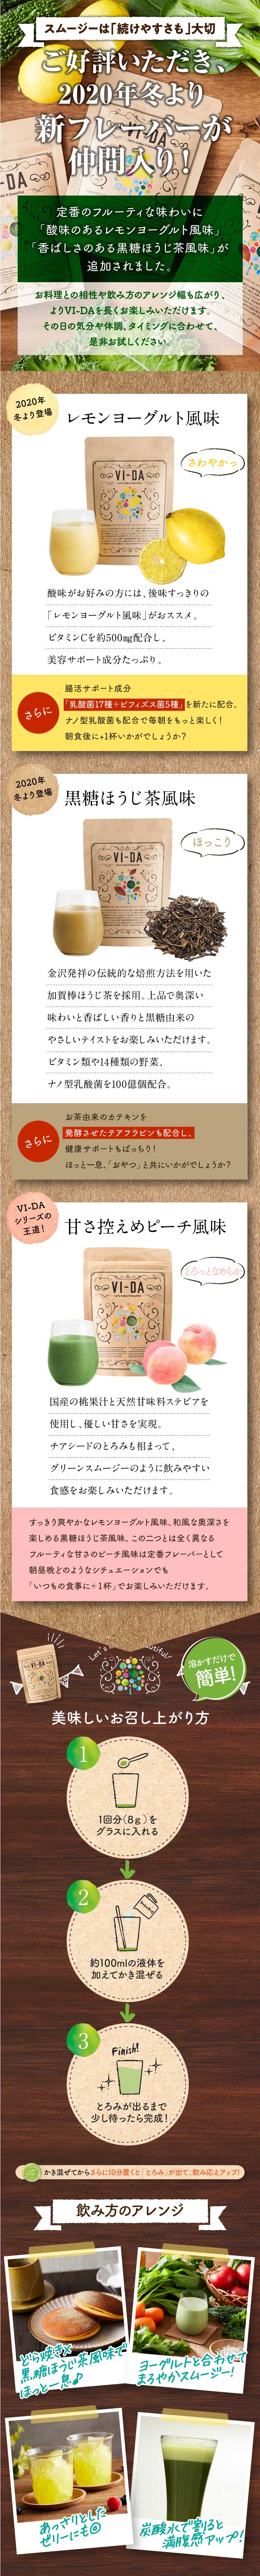 スムージーは「続けやすさも」大切
ご好評いただき、
2020年冬より
新フレーバーが
仲間入り!
定番のフルーティな味わいに
「酸味のあるレモンヨーグルト風味」
「香ばしさのある黒糖ほうじ茶風味」が
追加されました。
お料理との相性や飲み方のアレンジ幅も広がり、
よりVI-DAを長くお楽しみいただけます。
その日の気分や体調、タイミングに合わせて、
是非お試しください。
2020年
冬より登場
レモンヨーグルト風味
VI-DA
さわやかっ
酸味がお好みの方には、後味すっきりの
「レモンヨーグルト風味」がおススメ。
ビタミンCを約500mg配合し、
美容サポート成分たっぷり。
さらに
腸活サポート成分
「乳酸菌17種+ビフィズス菌5種」を新たに配合。
ナノ型乳酸菌も配合で毎朝をもっと楽しく!
朝食後に+1杯いかがでしょうか?
2020年
冬より登場
黒糖ほうじ茶風味
VI-DA
ほっこり
金沢発祥の伝統的な焙煎方法を用いた
加賀棒ほうじ茶を採用。上品で奥深い
味わいと香ばしい香りと黒糖由来の
やさしいテイストをお楽しみいただけます。
ビタミン類や14種類の野菜、
ナノ型乳酸菌を100億個配合。
さらに
お茶由来のカテキンを
発酵させたテアフラビンも配合し、
健康サポートもばっちり!
ほっと一息、「おやつ」と共にいかがでしょうか?
VI-DA
シリーズの
王道!
甘さ控えめピーチ風味
VI-DA
とろっとなめらか
国産の桃果汁と天然甘味料ステビアを
使用し、優しい甘さを実現。
チアシードのとろみも相まって、
グリーンスムージーのように飲みやすい
食感をお楽しみいただけます。
すっきり爽やかなレモンヨーグルト風味、和風な奥深さを
楽しめる黒糖ほうじ茶風味。この二つとは全く異なる
フルーティな甘さのピーチ風味は定番フレーバーとして
朝昼晩どのようなシチュエーションでも
「いつもの食事に+1杯」でお楽しみいただけます。
VI-DA
溶かすだけで
簡単!
美味しいお召し上がり方
1
1回分(8g)を
グラスに入れる
2
約100mlの液体を
加えてかき混ぜる
3
Finish!
とろみが出るまで
少し待ったら完成!
かき混ぜてからさらに10分置くと「とろみ」が出て、飲み応えアップ!
飲み方のアレンジ
どら焼き×
黒糖ほうじ茶風味で
ほっと一息♪
ヨーグルトと合わせて
まろやかスムージー!
あっさりとした
ゼリーにも◎
炭酸水で割ると
満腹感アップ!